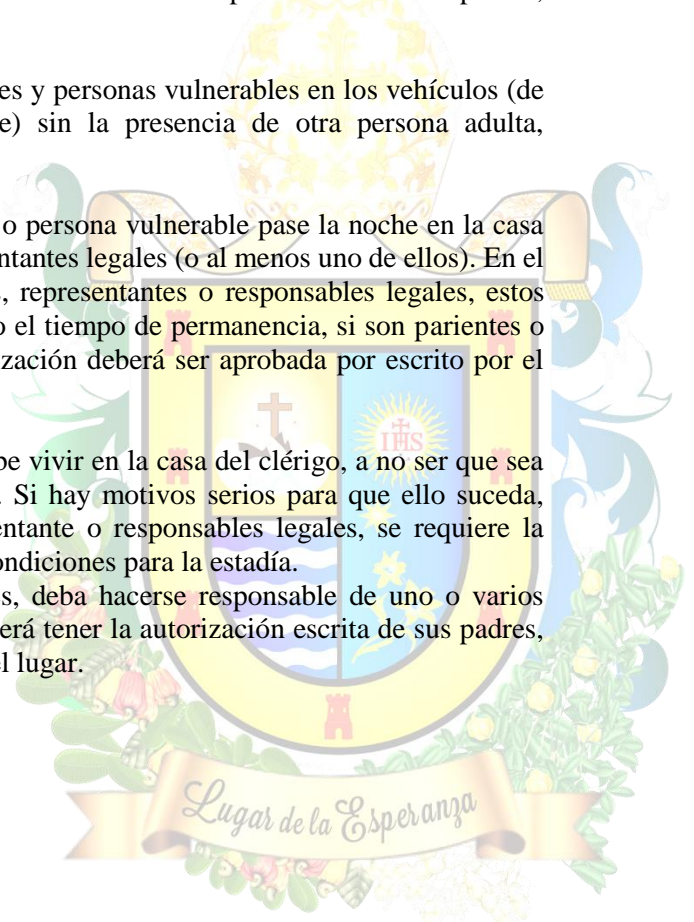 es y personas vulnerables en los vehículos (de
e) sin la presencia de otra persona adulta,
o persona vulnerable pase la noche en la casa
ntantes legales (o al menos uno de ellos). En el
s, representantes o responsables legales, estos
o el tiempo de permanencia, si son parientes o
ización deberá ser aprobada por escrito por el
be vivir en la casa del clérigo, a no ser que sea
. Si hay motivos serios para que ello suceda,
entante o responsables legales, se requiere la
ondiciones para la estadía.
s, deba hacerse responsable de uno o varios
erá tener la autorización escrita de sus padres,
el lugar.
IHS
Lugar de la Esperanza